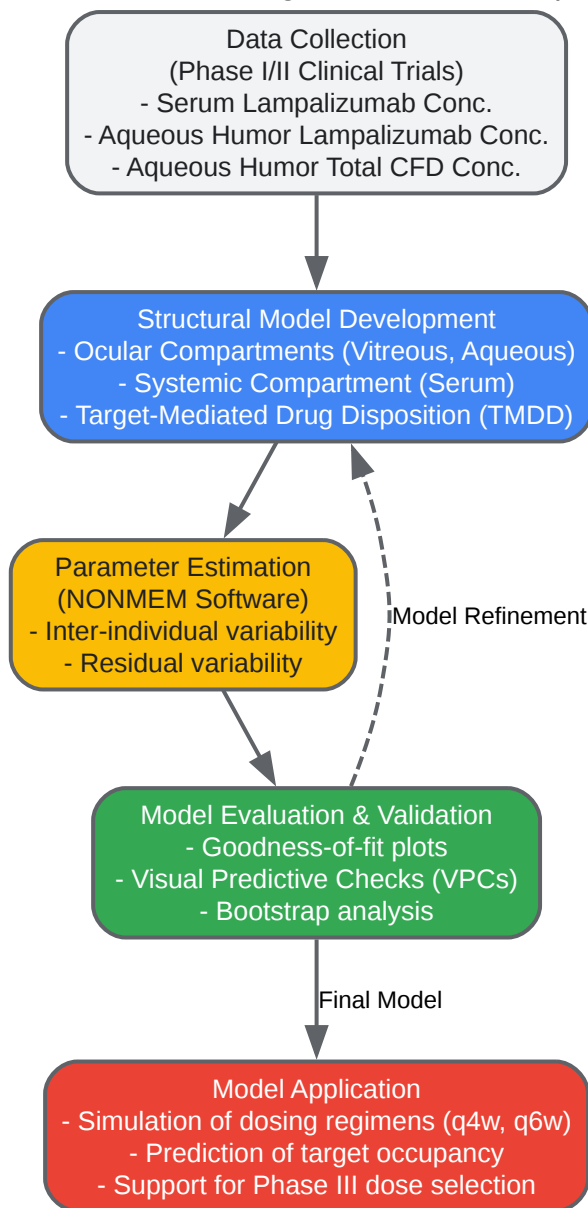 Data Collection
(Phase I/II Clinical Trials)
- Serum Lampalizumab Conc.
- Aqueous Humor Lampalizumab Conc.
- Aqueous Humor Total CFD Conc.
Structural Model Development
- Ocular Compartments (Vitreous, Aqueous)
- Systemic Compartment (Serum)
- Target-Mediated Drug Disposition (TMDD)
Parameter Estimation
(NONMEM Software)
- Inter-individual variability
- Residual variability
Model Refinement
Model Evaluation & Validation
- Goodness-of-fit plots
- Visual Predictive Checks (VPCs)
- Bootstrap analysis
Final Model
Model Application
- Simulation of dosing regimens (q4w, q6w)
- Prediction of target occupancy
- Support for Phase III dose selection